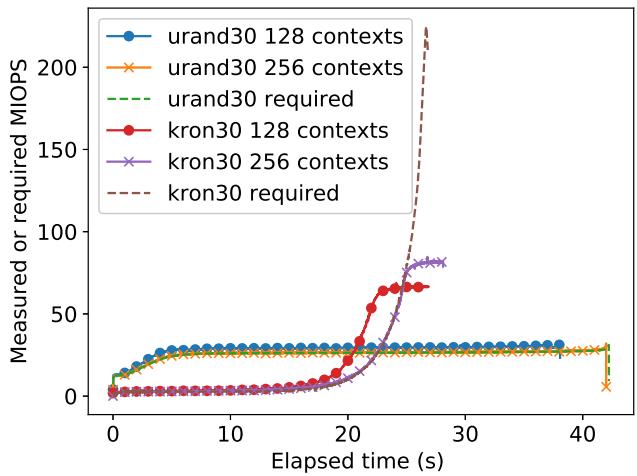 urand30 128 contexts
urand30 256 contexts
urand30 required
kron30 128 contexts
kron30 256 contexts
kron30 required
Measured or required MIOPS
200
150
100
50
0
0 10 20 30 40
Elapsed time (s)